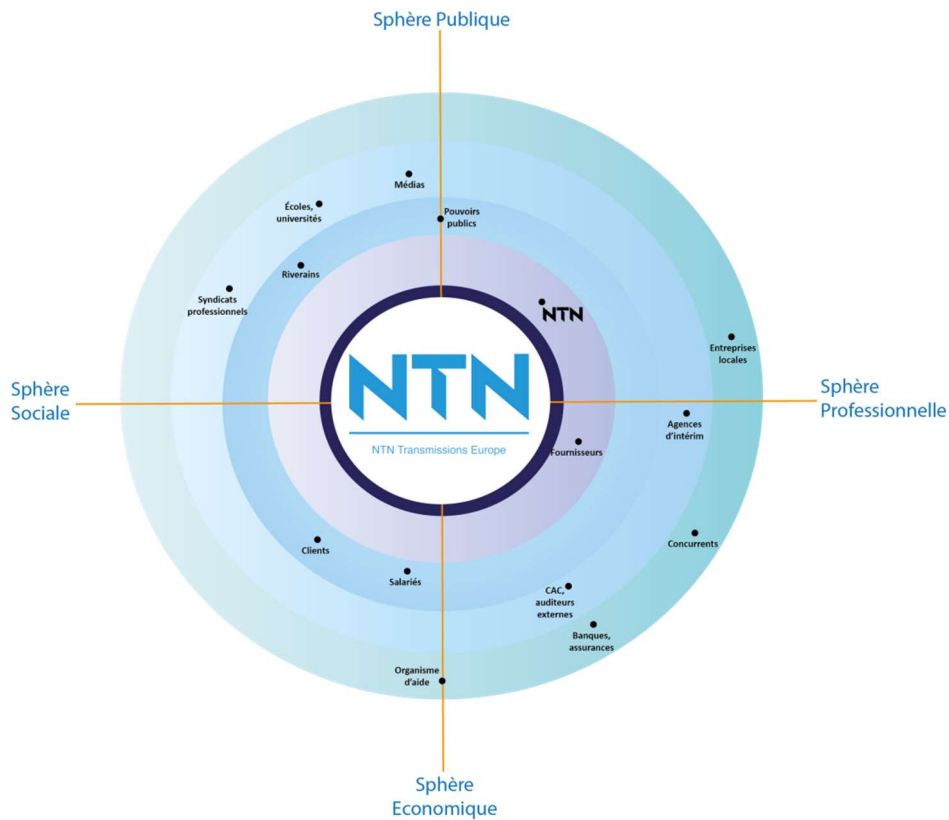 Sphère Publique
Médias
Écoles,
universités
Pouvoirs
publics
Riverains
Syndicats
professionnels
NTN
Entreprises
locales
NTN
NTN Transmissions Europe
Sphère
Sociale
Sphère
Professionnelle
Agences
d'intérim
Fournisseurs
Concurrents
Clients
Salariés
CAC,
auditeurs
externes
Banques,
assurances
Organisme
d'aide
Sphère
Economique